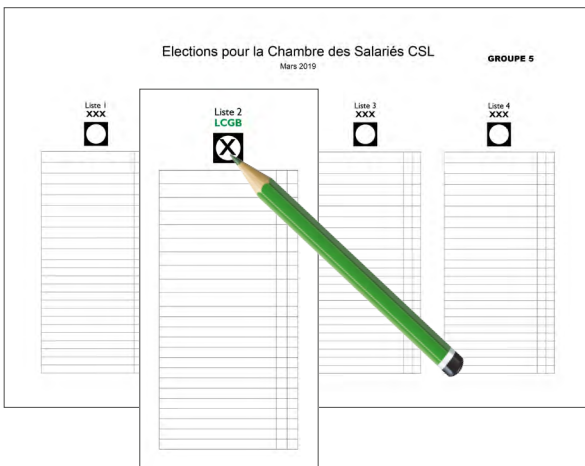 Elections pour la Chambre des Salariés CSL
Mars 2019
GROUPE 5
Liste 1
XXX
Liste 2
LCGB
X
Liste 3
XXX
Liste 4
XXX